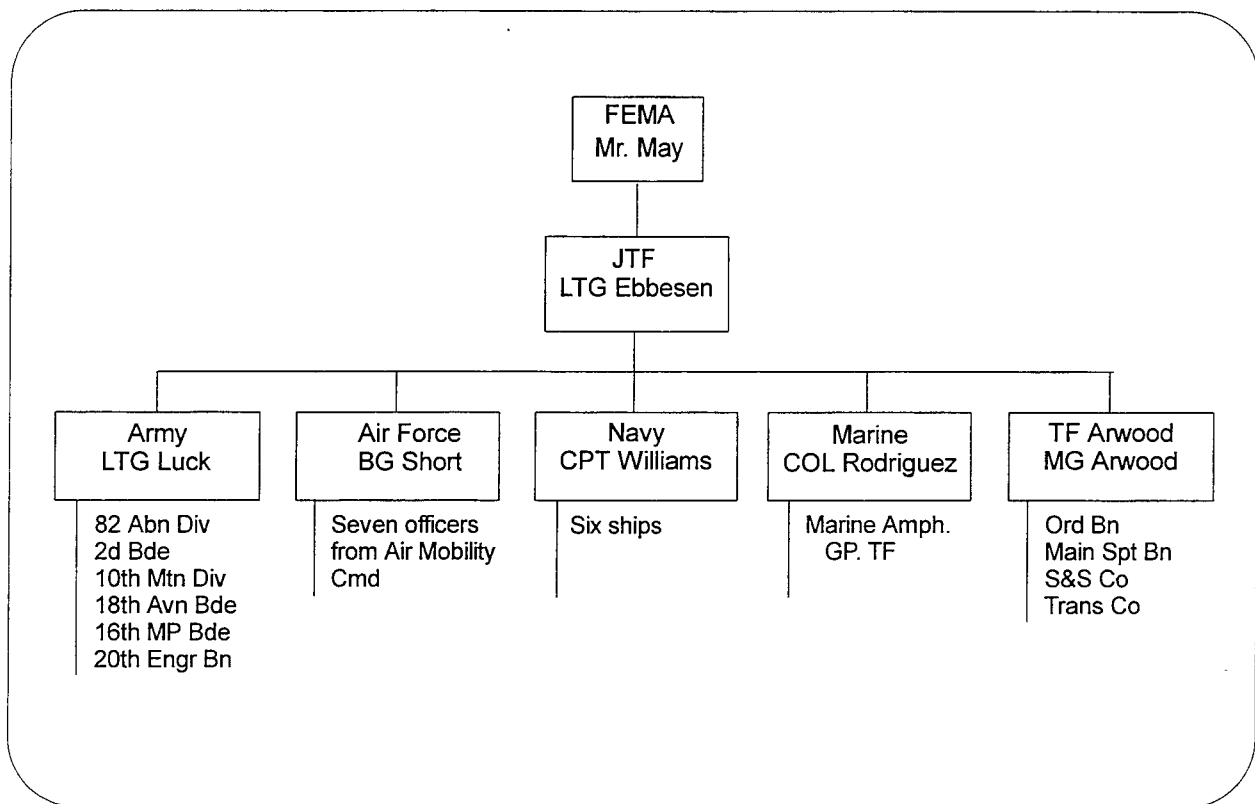 FEMA
Mr. May
JTF
LTG Ebbesen
Army
LTG Luck
Air Force
BG Short
Navy
CPT Williams
Marine
COL Rodriguez
TF Arwood
MG Arwood
82 Abn Div
2d Bde
10th Mtn Div
18th Avn Bde
16th MP Bde
20th Engr Bn
Seven officers
from Air Mobility
Cmd
Six ships
Marine Amph.
GP. TF
Ord Bn
Main Spt Bn
S&S Co
Trans Co